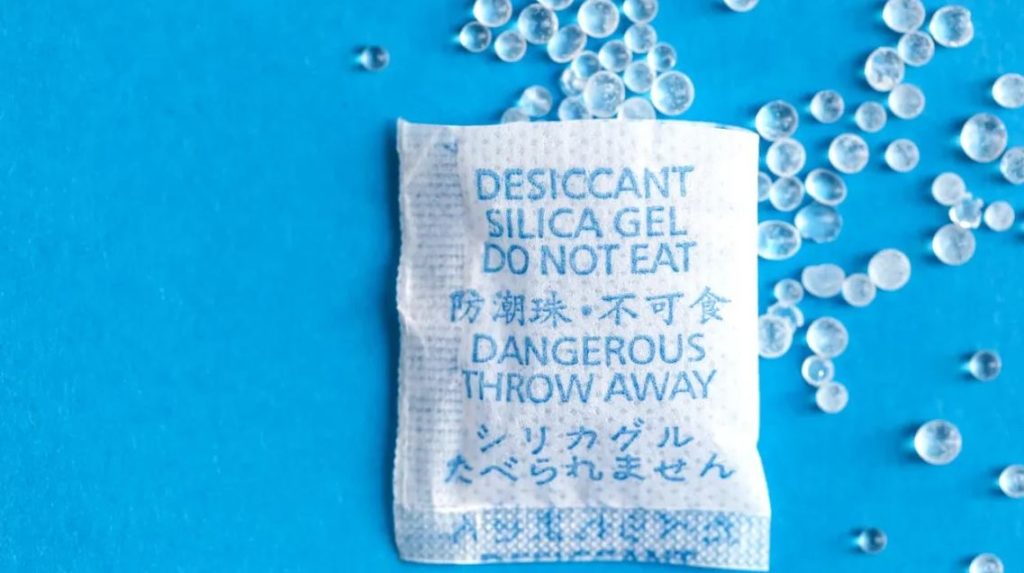 DESICCANT
SILICA GEL
DO NOT EAT
防潮珠・不可食
DANGEROUS
THROW AWAY
シリカゲル
たべられません